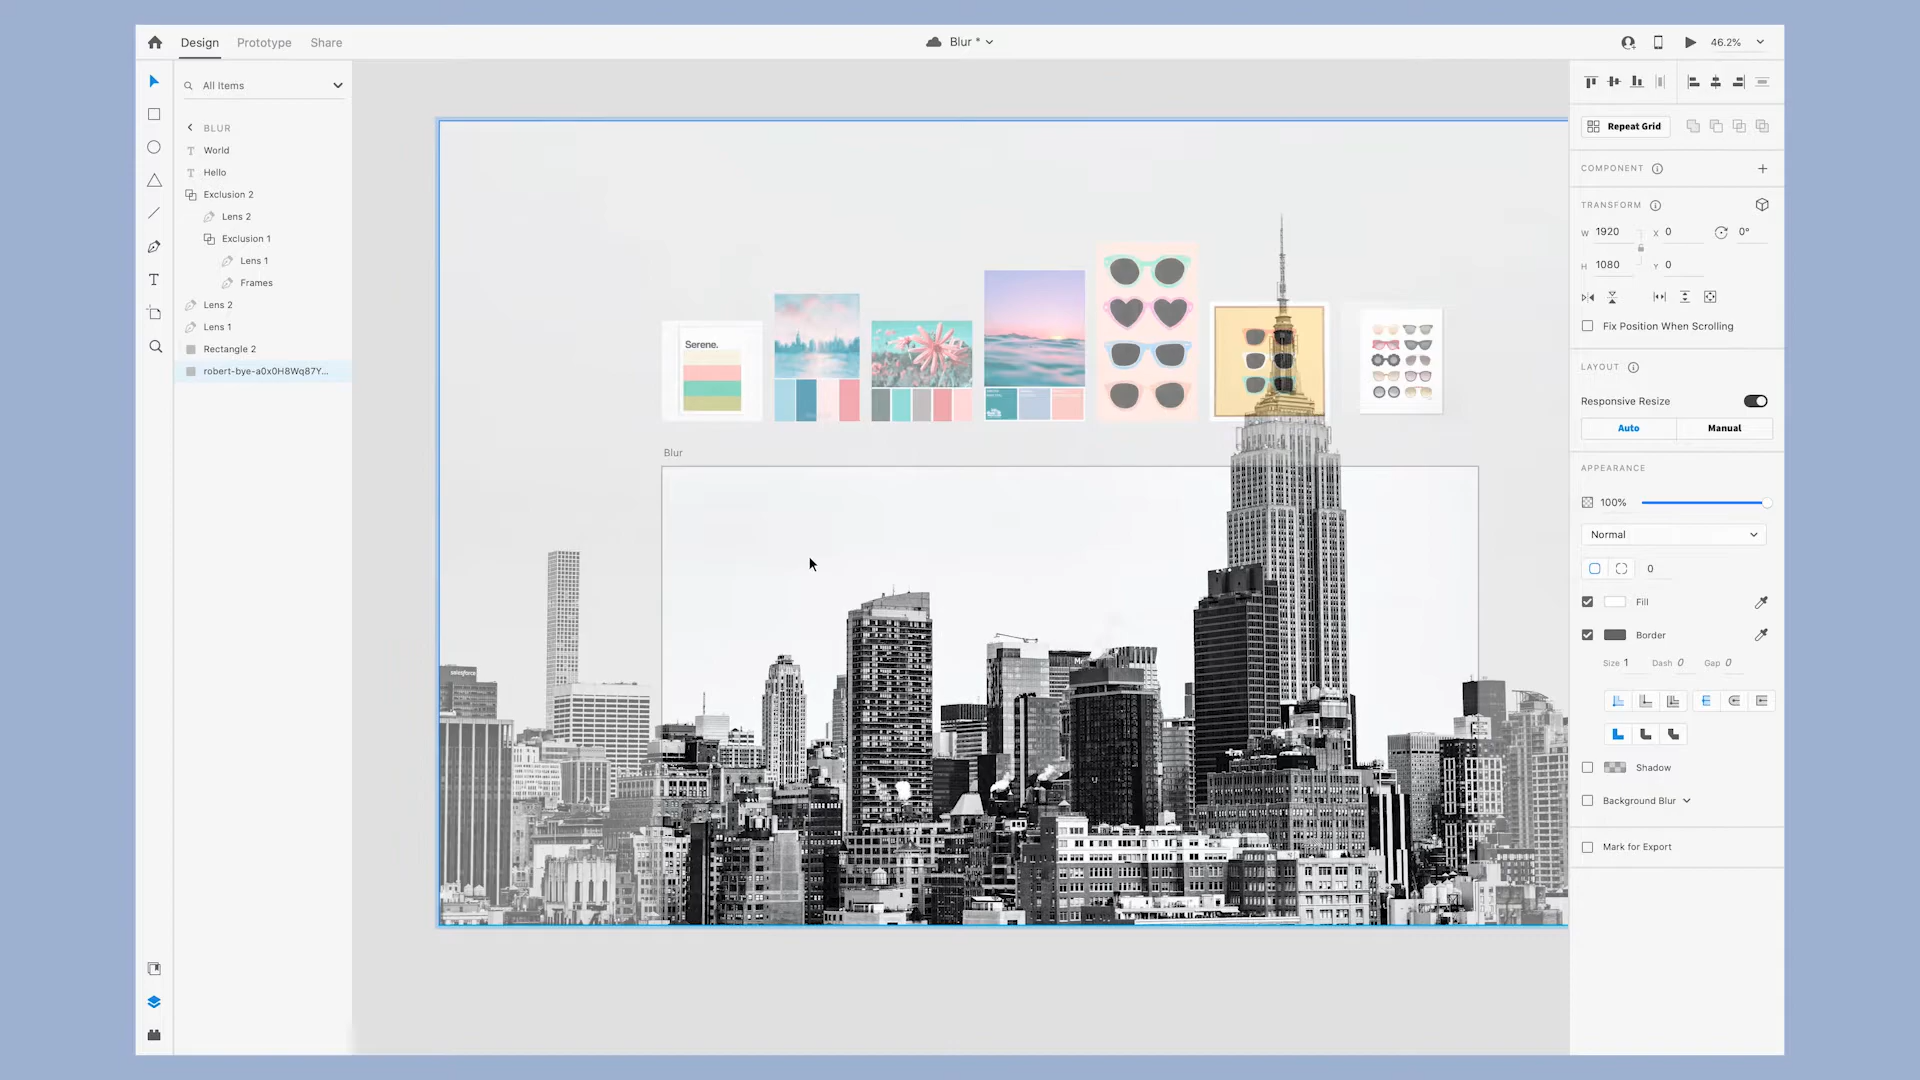 Design Prototype Share
Blur *
46.2%
All Items
BLUR
World
Hello
Exclusion 2
Lens 2
Exclusion 1
Lens 1
Frames
Lens 2
Lens 1
Rectangle 2
robert-bye-a0x0H8Wq87Y...
Serene.
Blur
salesforce
Repeat Grid
COMPONENT
TRANSFORM
W 1920 X 0 0°
H 1080 Y 0
Fix Position When Scrolling
LAYOUT
Responsive Resize
Auto Manual
APPEARANCE
100%
Normal
0
Fill
Border
Size 1 Dash 0 Gap 0
Shadow
Background Blur
Mark for Export